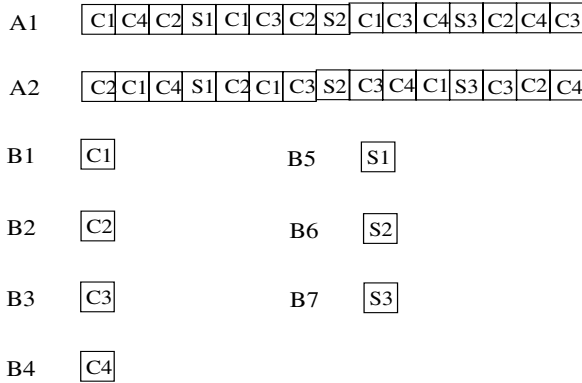 A1 C1 C4 C2 S1 C1 C3 C2 S2 C1 C3 C4 S3 C2 C4 C3
A2 C2 C1 C4 S1 C2 C1 C3 S2 C3 C4 C1 S3 C3 C2 C4
B1 C1 B5 S1
B2 C2 B6 S2
B3 C3 B7 S3
B4 C4